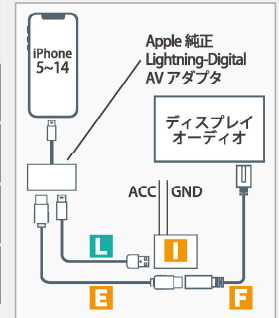 iPhone
5~14
Apple 純正
Lightning-Digital
AV アダプタ
ディスプレイ
オーディオ
ACC
GND
L
I
E
F